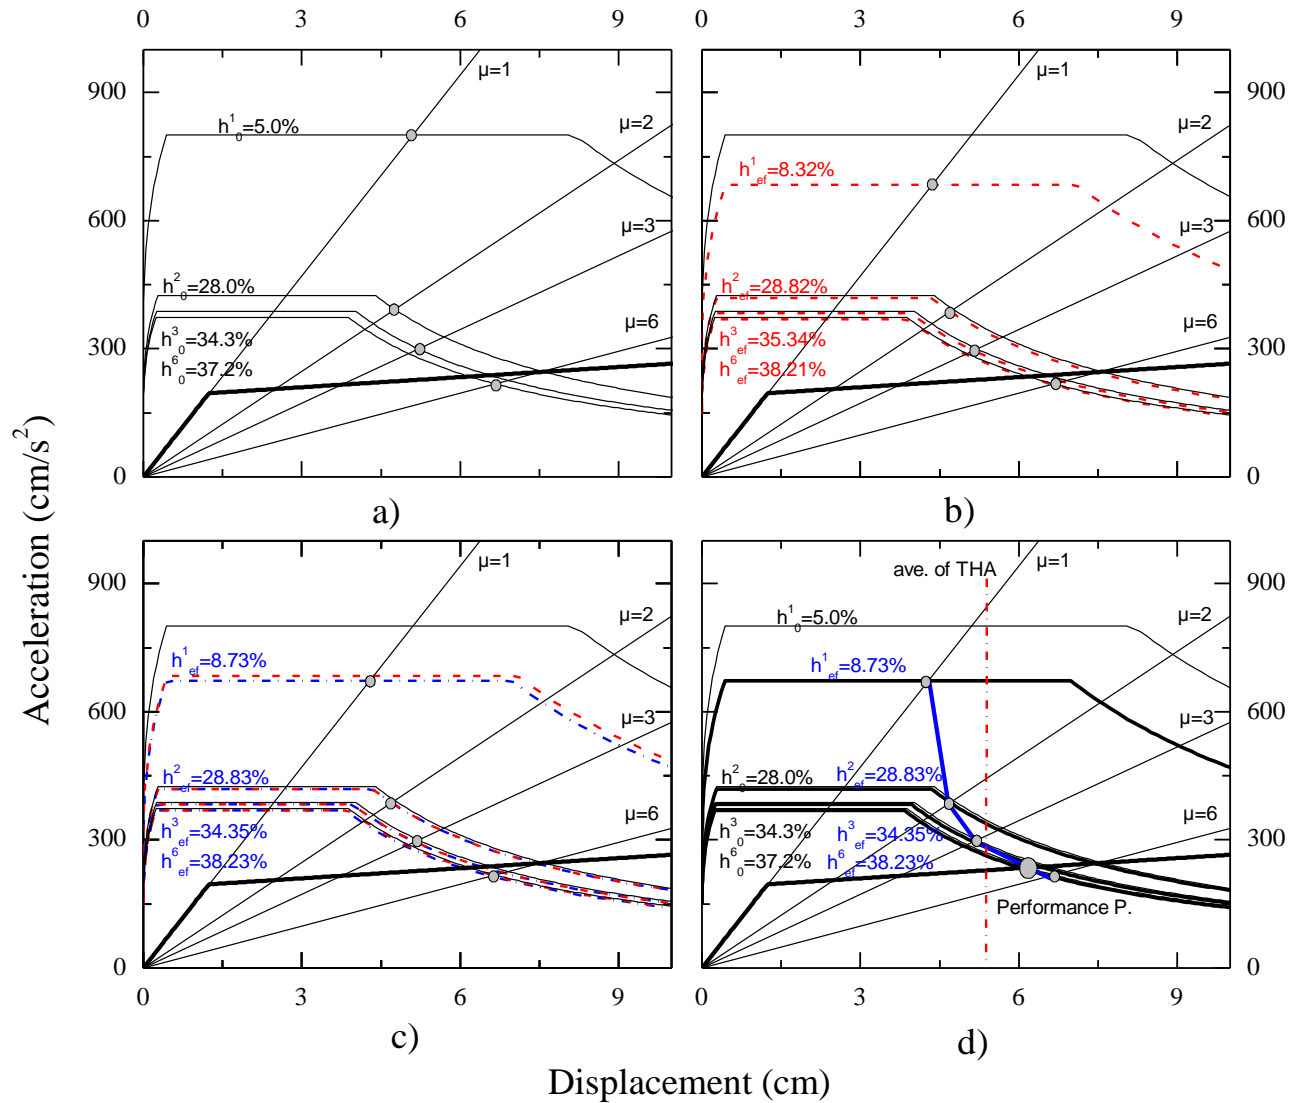 0 3 6 9 0 3 6 9
μ=1 μ=1
900 900
μ=2 μ=2
h¹₀=5.0%
h¹ef=8.32%
600 600
μ=3 μ=3
h²₀=28.0% h²ef=28.82%
μ=6 μ=6
300 300
h³₀=34.3% h³ef=35.34%
h⁶₀=37.2% h⁶ef=38.21%
0 0
a) b)
Acceleration (cm/s²)
μ=1 ave. of THA μ=1
900 900
μ=2 h¹₀=5.0% μ=2
h¹ef=8.73% h¹ef=8.73%
600 600
μ=3 μ=3
h²ef=28.83% h²₀=28.0% h²ef=28.83%
μ=6 μ=6
300 300
h³ef=34.35% h³₀=34.3% h³ef=34.35%
h⁶ef=38.23% h⁶₀=37.2% h⁶ef=38.23%
Performance P.
0 0
0 3 6 9 0 3 6 9
c) d)
Displacement (cm)